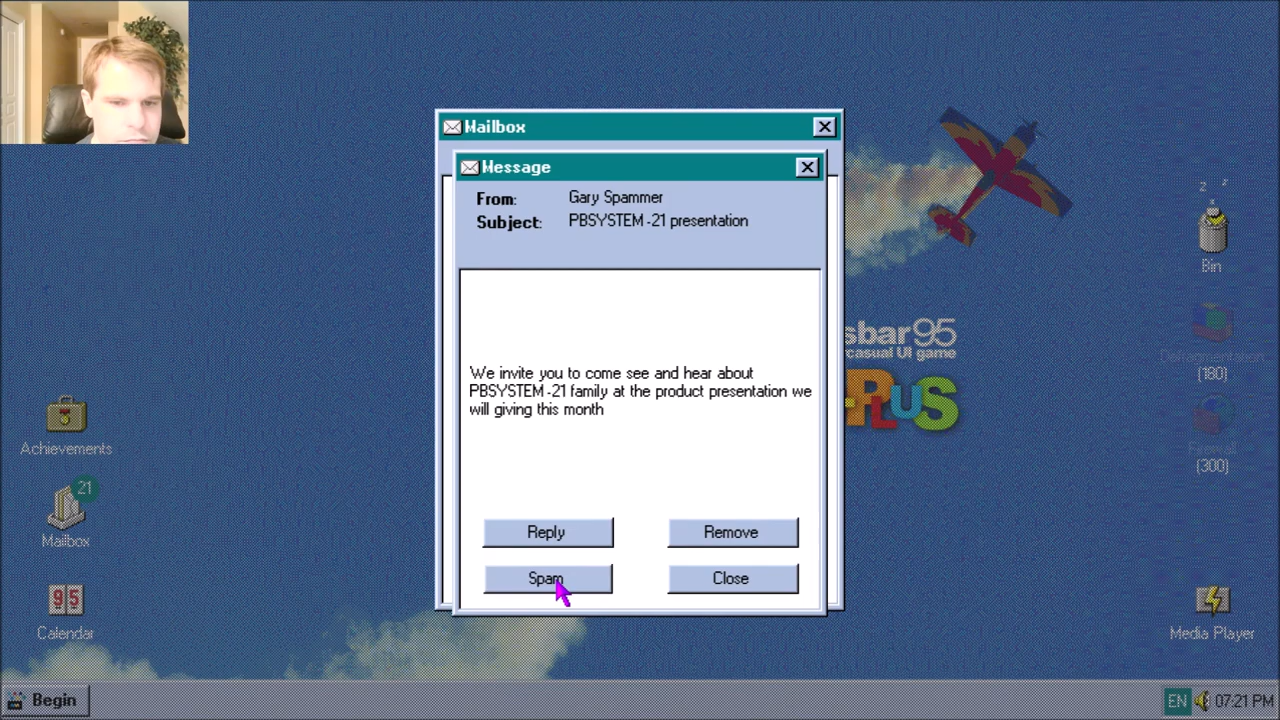 Mailbox
Message
From: Gary Spammer
Subject: PBSYSTEM-21 presentation
We invite you to come see and hear about
PBSYSTEM-21 family at the product presentation we
will giving this month
Reply
Remove
Spam
Close
sbar95
casual UI game
PLUS
z z
x
Bin
Defragmentation
(180)
(300)
Achievements
21
Mailbox
95
Calendar
Media Player
Begin
EN
07:21 PM